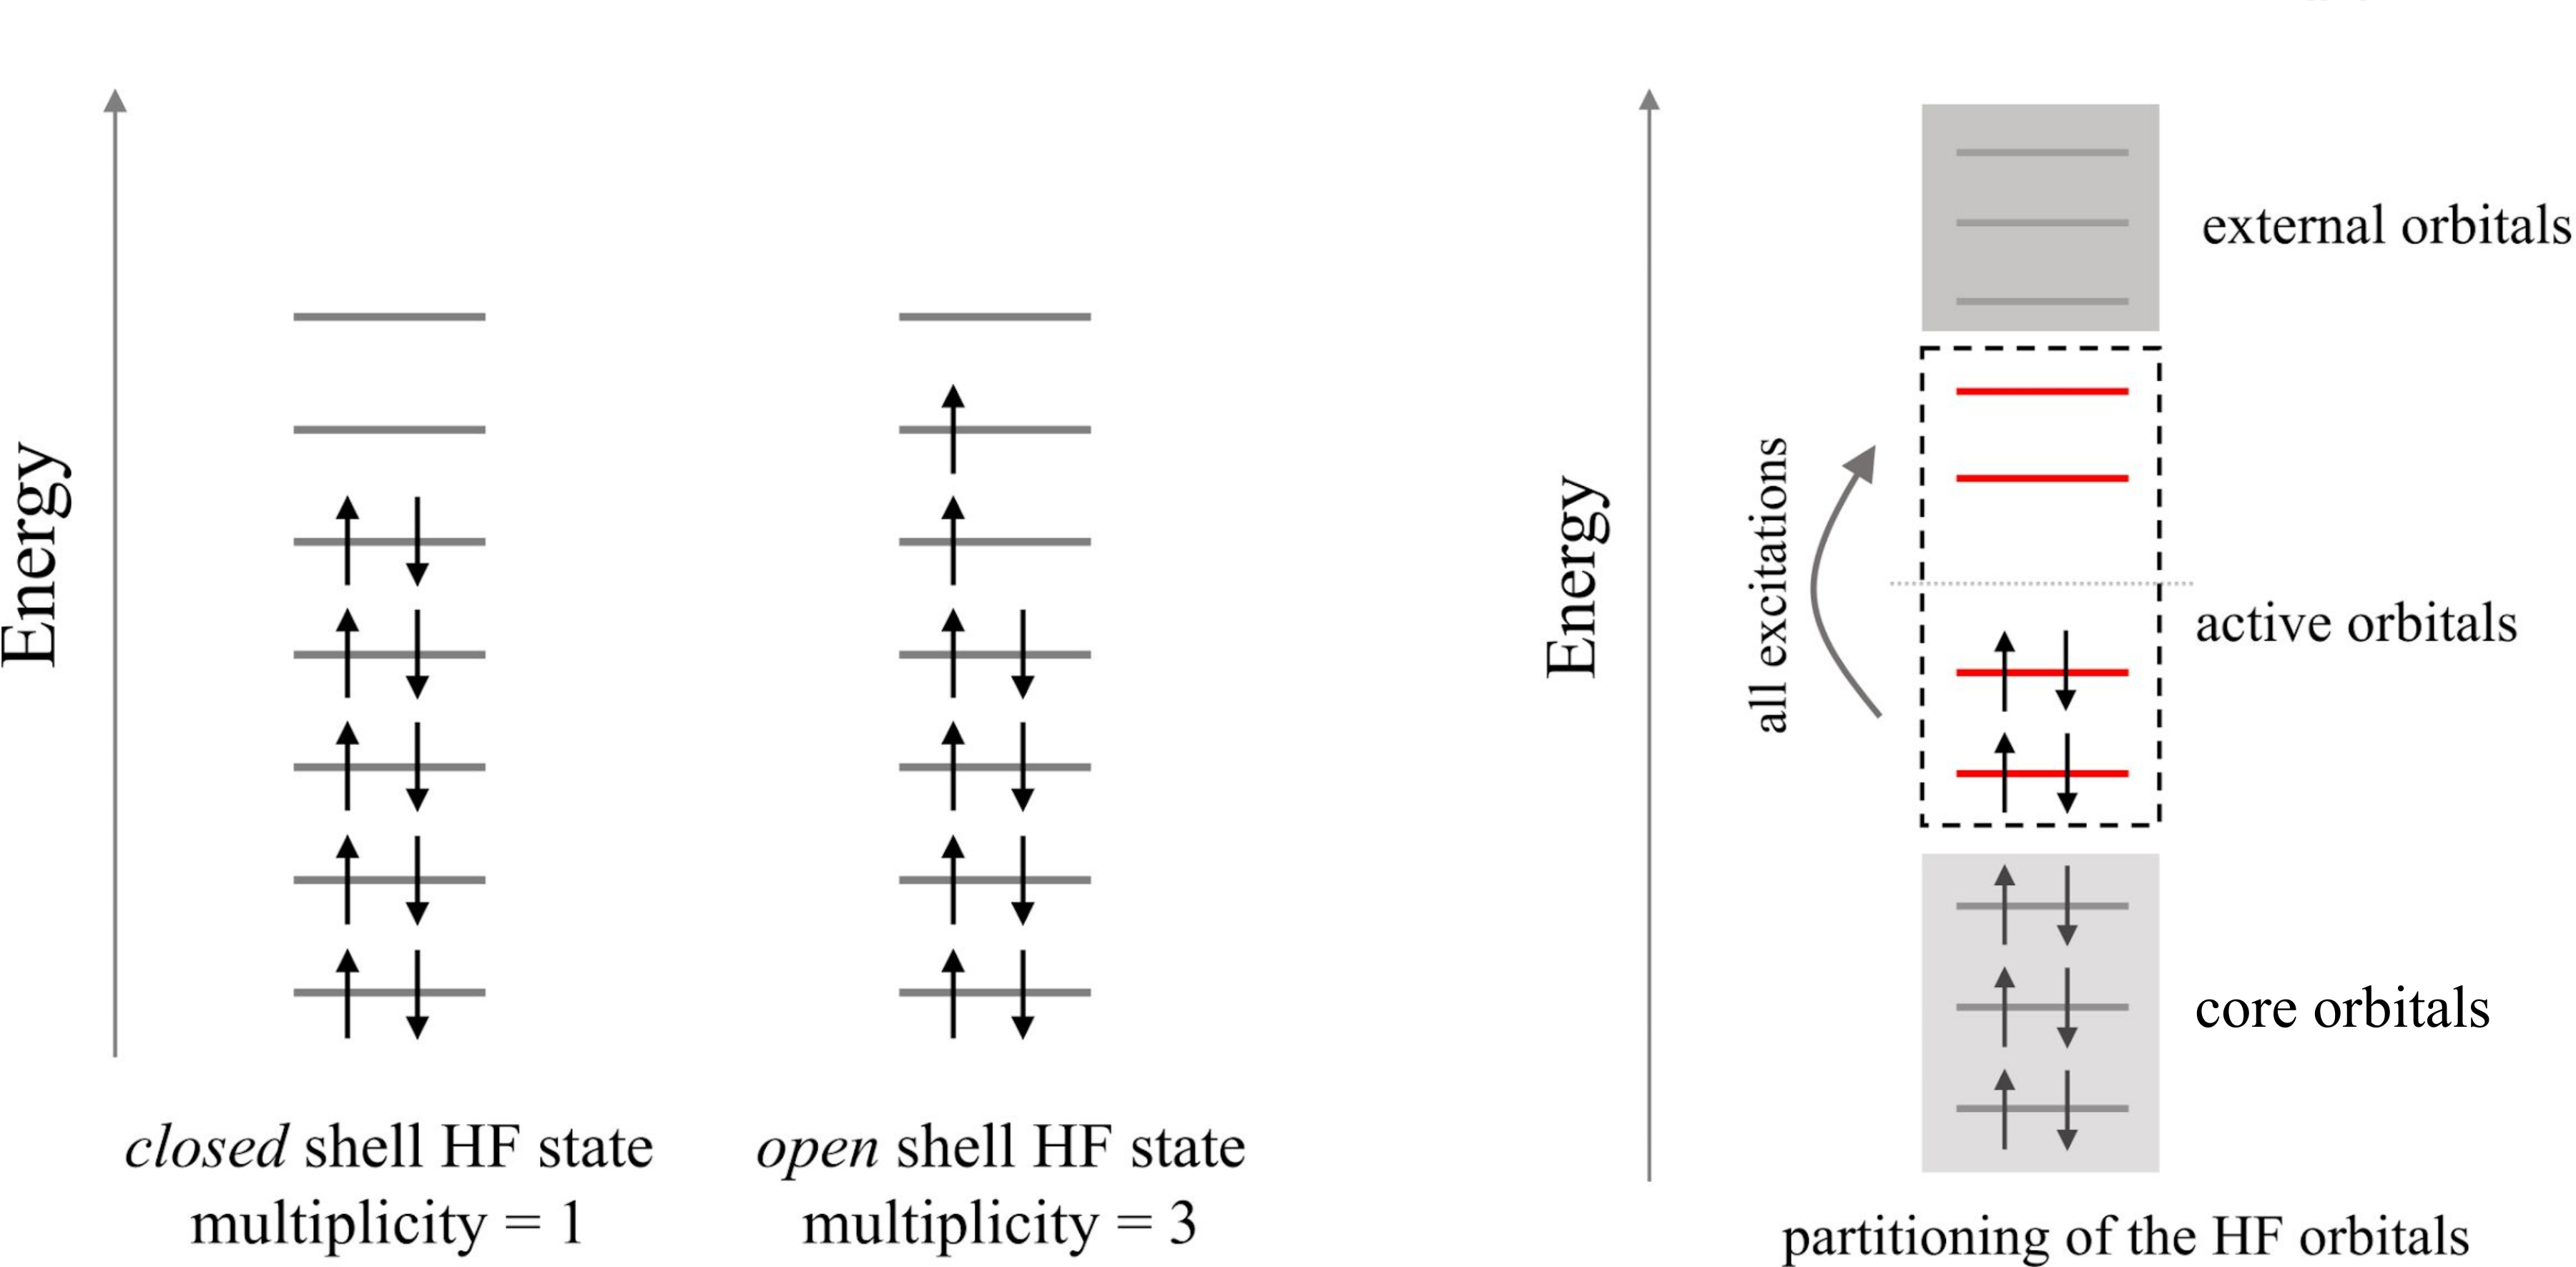 Energy
closed shell HF state
multiplicity = 1
open shell HF state
multiplicity = 3
Energy
all excitations
external orbitals
active orbitals
core orbitals
partitioning of the HF orbitals